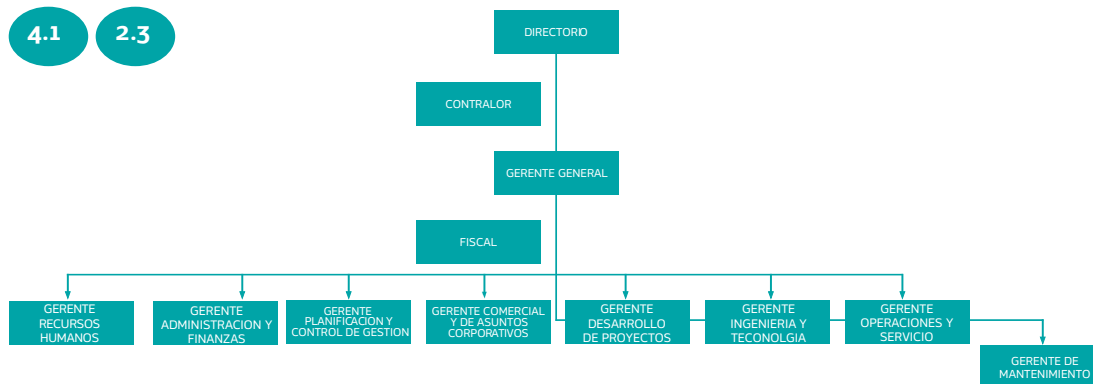 4.1
2.3
DIRECTORIO
CONTRALOR
GERENTE GENERAL
FISCAL
GERENTE
RECURSOS
HUMANOS
GERENTE
ADMINISTRACION Y
FINANZAS
GERENTE
PLANIFICACION Y
CONTROL DE GESTION
GERENTE COMERCIAL
Y DE ASUNTOS
CORPORATIVOS
GERENTE
DESARROLLO
DE PROYECTOS
GERENTE
INGENIERIA Y
TECONOLGIA
GERENTE
OPERACIONES Y
SERVICIO
GERENTE DE
MANTENIMIENTO